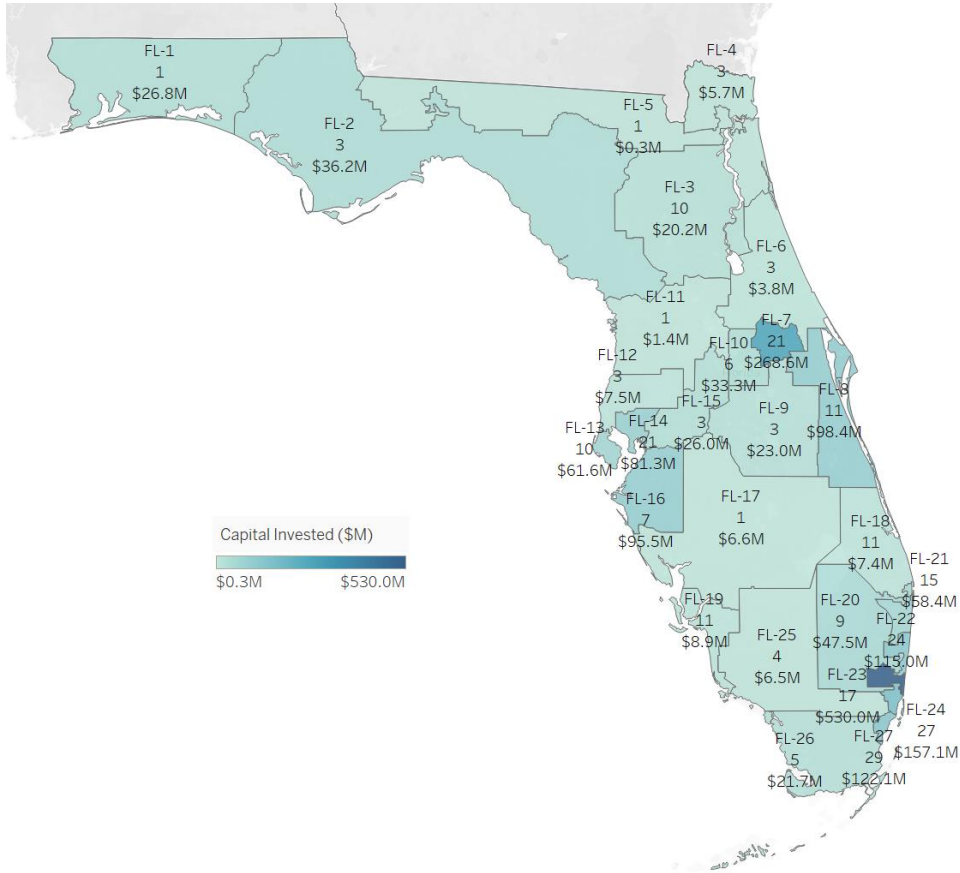 FL-1
1
$26.8M
FL-2
3
$36.2M
FL-4
3
$5.7M
FL-5
1
$0.3M
FL-3
10
$20.2M
FL-6
3
$3.8M
FL-11
1
$1.4M
FL-7
21
$268.6M
FL-10
6
$33.3M
FL-12
3
$7.5M
FL-8
11
$98.4M
FL-15
3
$26.0M
FL-9
3
$23.0M
FL-13
10
$61.6M
FL-14
21
$81.3M
FL-16
7
$95.5M
FL-17
1
$6.6M
FL-18
11
$7.4M
Capital Invested ($M)
$0.3M $530.0M
FL-21
15
$58.4M
FL-19
11
$8.9M
FL-20
9
$47.5M
FL-22
24
$115.0M
FL-25
4
$6.5M
FL-23
17
$530.0M
FL-24
27
$157.1M
FL-26
5
$21.7M
FL-27
29
$122.1M